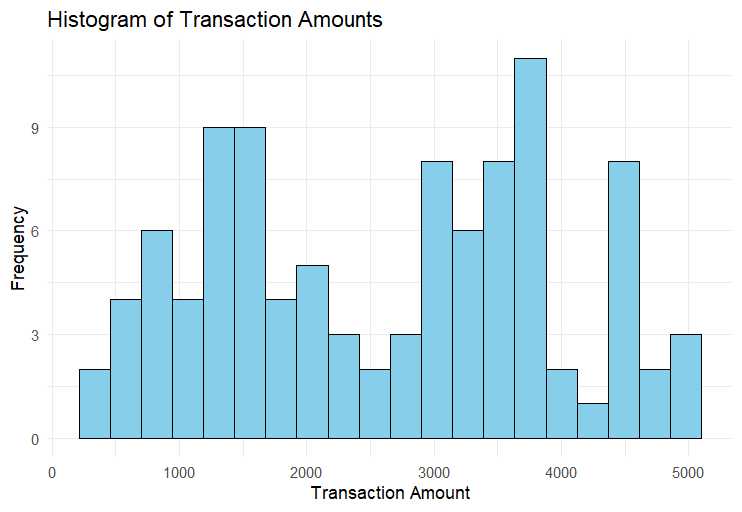 Histogram of Transaction Amounts
Frequency
9
6
3
0
0 1000 2000 3000 4000 5000
Transaction Amount